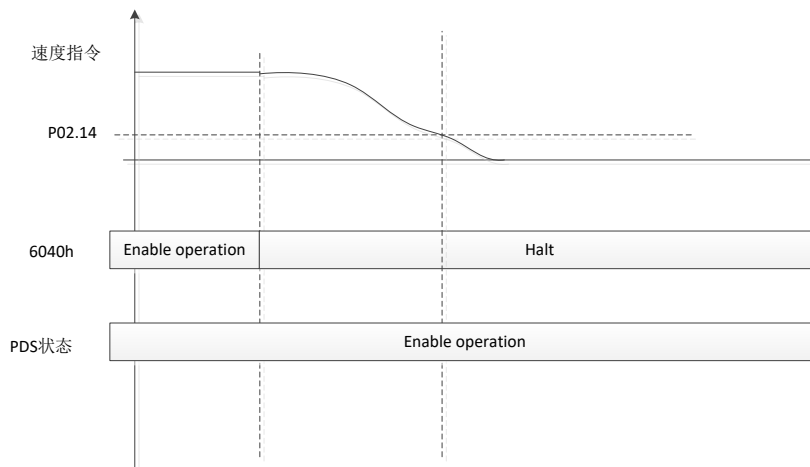 速度指令
P02.14
6040h
Enable operation
Halt
PDS状态
Enable operation